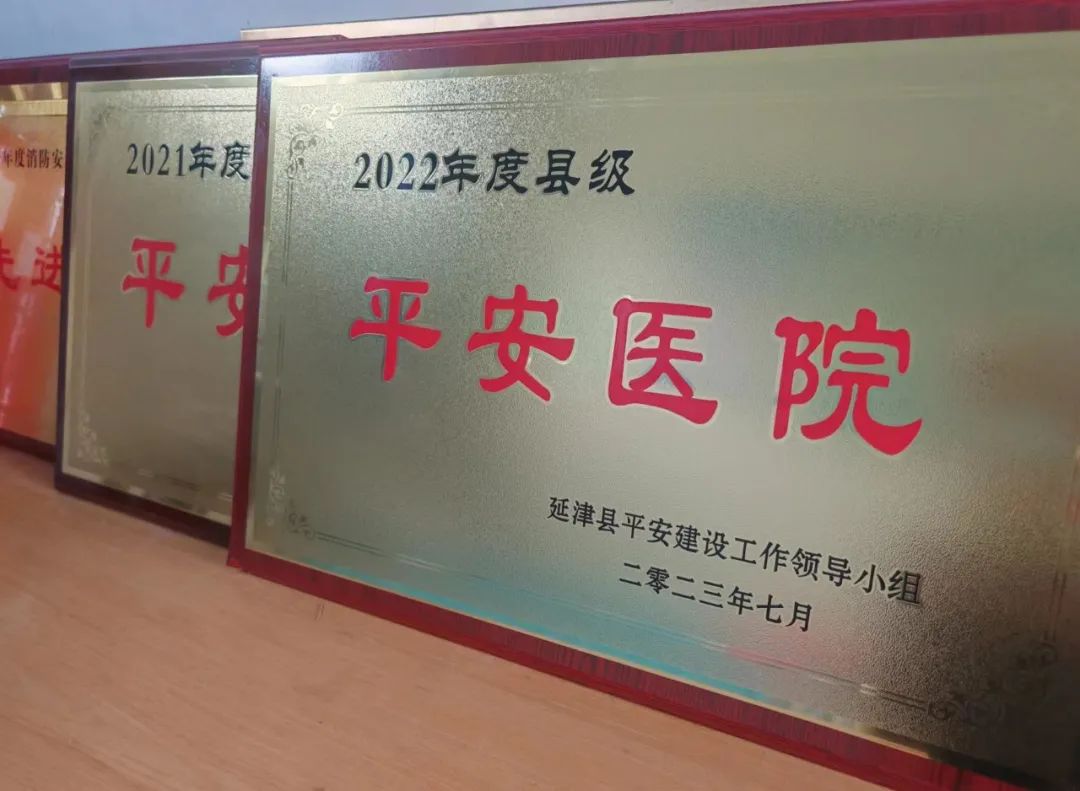 年度消防安
先进
2021年度
平安
2022年度县级
平安医院
延津县平安建设工作领导小组
二零二三年七月